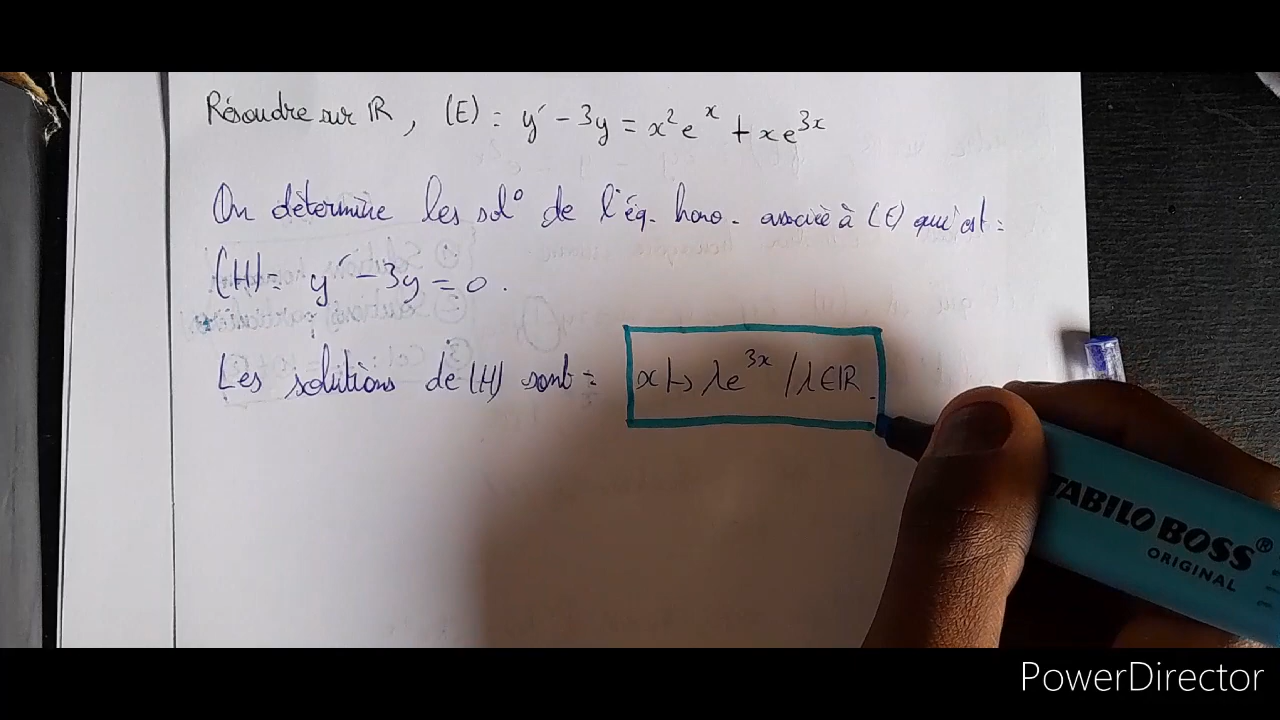 Résoudre sur ℝ, (E) : y' - 3y = x²eˣ + xe³ˣ
On détermine les sol° de l'éq. homo. associée à (E) qui est :
(H) : y' - 3y = 0.
Les solutions de (H) sont : x ↦ λe³ˣ / λ∈ℝ.
STABILO BOSS®
ORIGINAL
PowerDirector